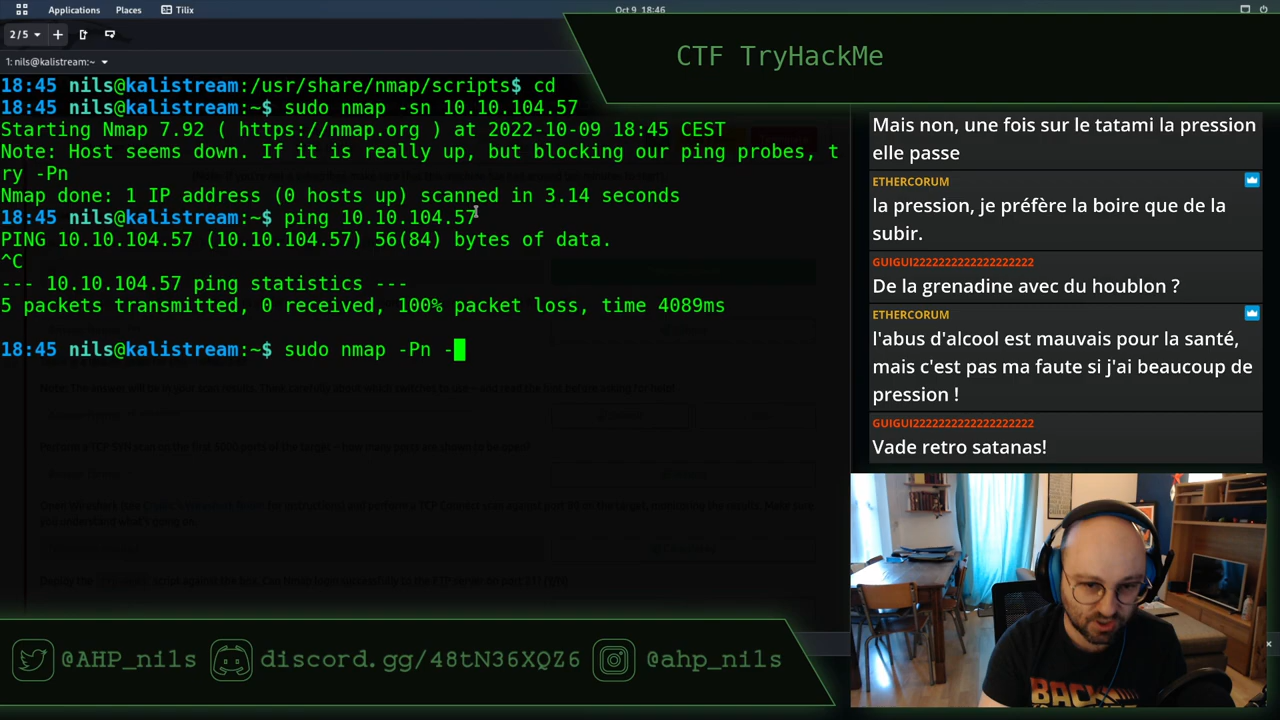 Applications Places Tilix
Oct 9 18:46
2/5
1: nils@kalistream:~
18:45 nils@kalistream:/usr/share/nmap/scripts$ cd
18:45 nils@kalistream:~$ sudo nmap -sn 10.10.104.57
Starting Nmap 7.92 ( https://nmap.org ) at 2022-10-09 18:45 CEST
Note: Host seems down. If it is really up, but blocking our ping probes, t
ry -Pn
Nmap done: 1 IP address (0 hosts up) scanned in 3.14 seconds
18:45 nils@kalistream:~$ ping 10.10.104.57
PING 10.10.104.57 (10.10.104.57) 56(84) bytes of data.
^C
--- 10.10.104.57 ping statistics ---
5 packets transmitted, 0 received, 100% packet loss, time 4089ms
18:45 nils@kalistream:~$ sudo nmap -Pn -
CTF TryHackMe
Mais non, une fois sur le tatami la pression
elle passe
ETHERCORUM
la pression, je préfère la boire que de la
subir.
GUIGUI2222222222222222222
De la grenadine avec du houblon ?
ETHERCORUM
l'abus d'alcool est mauvais pour la santé,
mais c'est pas ma faute si j'ai beaucoup de
pression !
GUIGUI2222222222222222222
Vade retro satanas!
BACK
@AHP_nils discord.gg/48tN36XQZ6 @ahp_nils